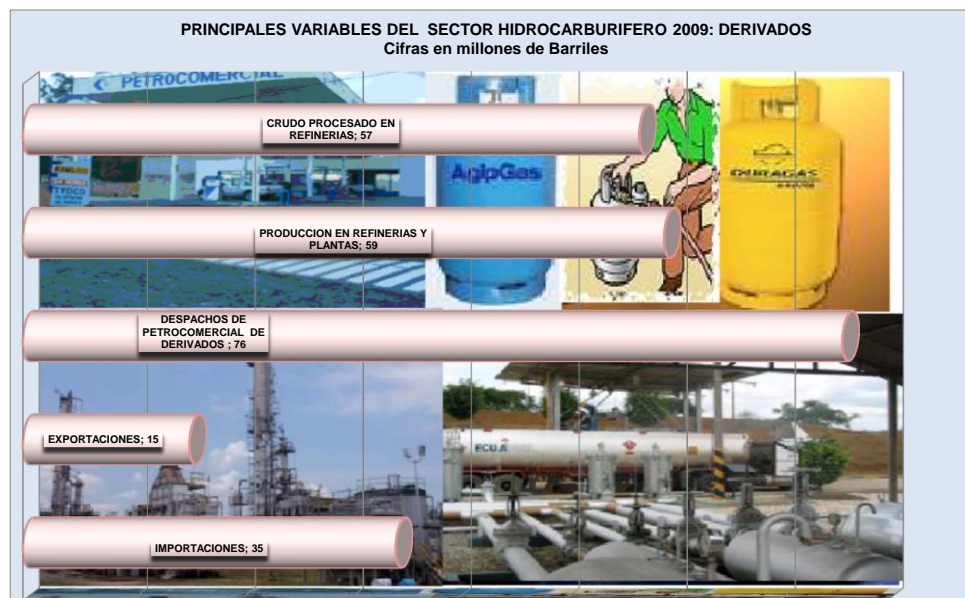 PRINCIPALES VARIABLES DEL SECTOR HIDROCARBURIFERO 2009: DERIVADOS
Cifras en millones de Barriles
PETROCOMERCIAL
CRUDO PROCESADO EN
REFINERIAS; 57
AgipGas
DURAGAS
PRODUCCION EN REFINERIAS Y
PLANTAS; 59
DESPACHOS DE
PETROCOMERCIAL DE
DERIVADOS ; 76
EXPORTACIONES; 15
ECUJE
IMPORTACIONES; 35